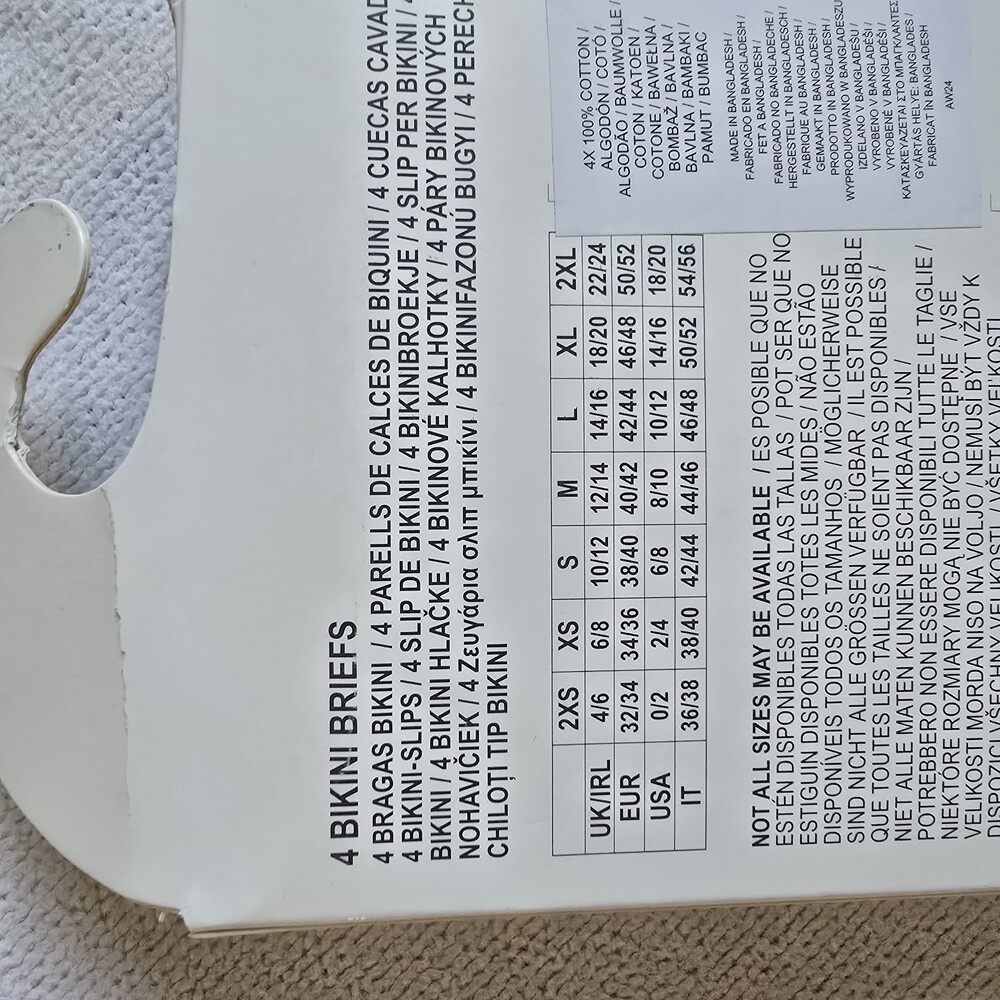 4 BIKINI BRIEFS
4 BRAGAS BIKINI / 4 PARELLS DE CALCES DE BIQUINI / 4 CUECAS CAVAD
4 BIKINI-SLIPS / 4 SLIP DE BIKINI / 4 BIKINIBROEKJE / 4 SLIP PER BIKINI / 4
BIKINI / 4 BIKINI HLAČKE / 4 BIKINOVÉ KALHOTKY / 4 PÁRY BIKINOVÝCH
NOHAVIČIEK / 4 Ζευγάρια σλιπ μπικίνι / 4 BIKINIFAZONÚ BUGYI / 4 PERECH
CHILOȚI TIP BIKINI
2XS XS S M L XL 2XL
UK/IRL 4/6 6/8 10/12 12/14 14/16 18/20 22/24
EUR 32/34 34/36 38/40 40/42 42/44 46/48 50/52
USA 0/2 2/4 6/8 8/10 10/12 14/16 18/20
IT 36/38 38/40 42/44 44/46 46/48 50/52 54/56
4X 100% COTTON /
ALGODÓN / COTÓ /
ALGODÃO / BAUMWOLLE /
COTON / KATOEN /
COTONE / BAWEŁNA /
BOMBAŽ / BAVLNA /
BAVLNA / BAMBAKI /
PAMUT / BUMBAC
MADE IN BANGLADESH /
FABRICADO EN BANGLADESH /
FET A BANGLADESH /
FABRICADO NO BANGLADECHE /
HERGESTELLT IN BANGLADESCH /
FABRIQUE AU BANGLADESH /
GEMAAKT IN BANGLADESH /
PRODOTTO IN BANGLADESH /
WYPRODUKOWANO W BANGLADESZU
IZDELANO V BANGLADEŠU /
VYROBENO V BANGLADÉŠI /
VYROBENÉ V BANGLADÉŠI /
ΚΑΤΑΣΚΕΥΑΖΕΤΑΙ ΣΤΟ ΜΠΑΓΚΛΑΝΤΕΣ
GYÁRTÁS HELYE: BANGLADES /
FABRICAT ÎN BANGLADESH
AW24
NOT ALL SIZES MAY BE AVAILABLE / ES POSIBLE QUE NO
ESTÉN DISPONIBLES TODAS LAS TALLAS / POT SER QUE NO
ESTIGUIN DISPONIBLES TOTES LES MIDES / NÃO ESTÃO
DISPONÍVEIS TODOS OS TAMANHOS / MÖGLICHERWEISE
SIND NICHT ALLE GRÖSSEN VERFÜGBAR / IL EST POSSIBLE
QUE TOUTES LES TAILLES NE SOIENT PAS DISPONIBLES /
NIET ALLE MATEN KUNNEN BESCHIKBAAR ZIJN /
POTREBBERO NON ESSERE DISPONIBILI TUTTE LE TAGLIE /
NIEKTÓRE ROZMIARY MOGĄ NIE BYĆ DOSTĘPNE / VSE
VELIKOSTI MORDA NISO NA VOLJO / NEMUSÍ BÝT VŽDY K
DISPOZICI VŠECHNY VELIKOSTI / VŠETKY VEĽKOSTI